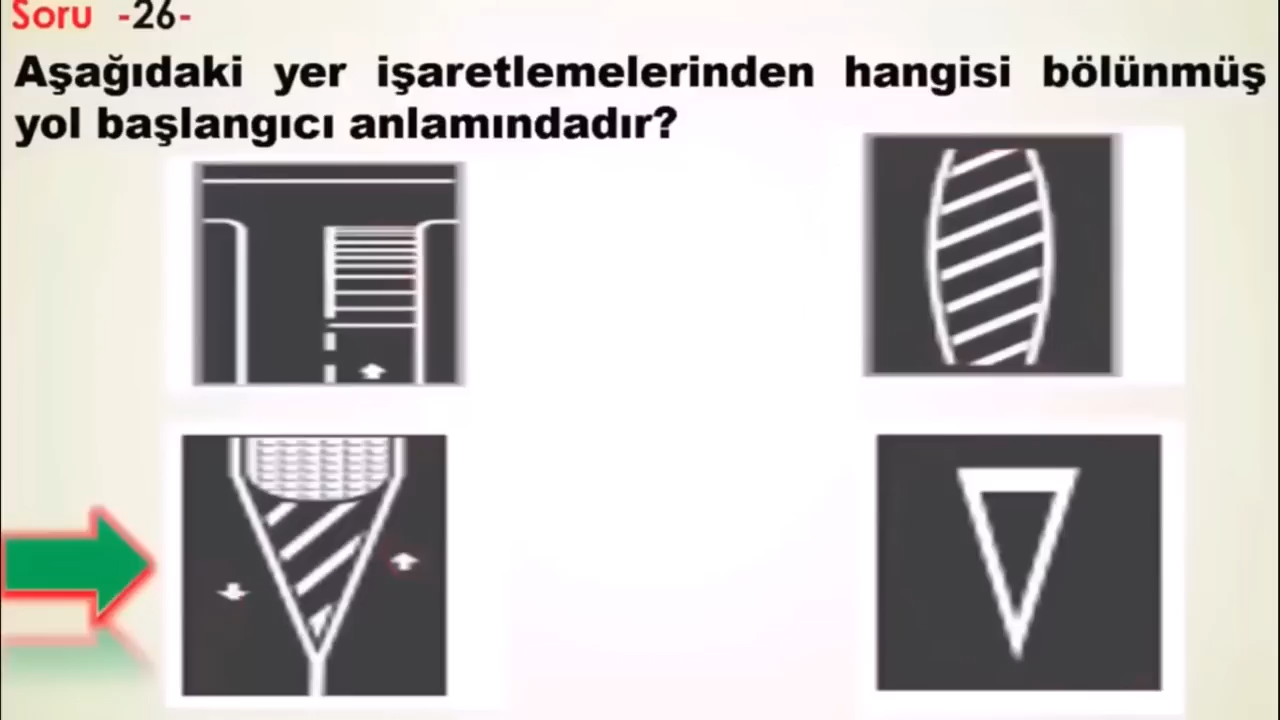 Soru -26-
Aşağıdaki yer işaretlemelerinden hangisi bölünmüş
yol başlangıcı anlamındadır?